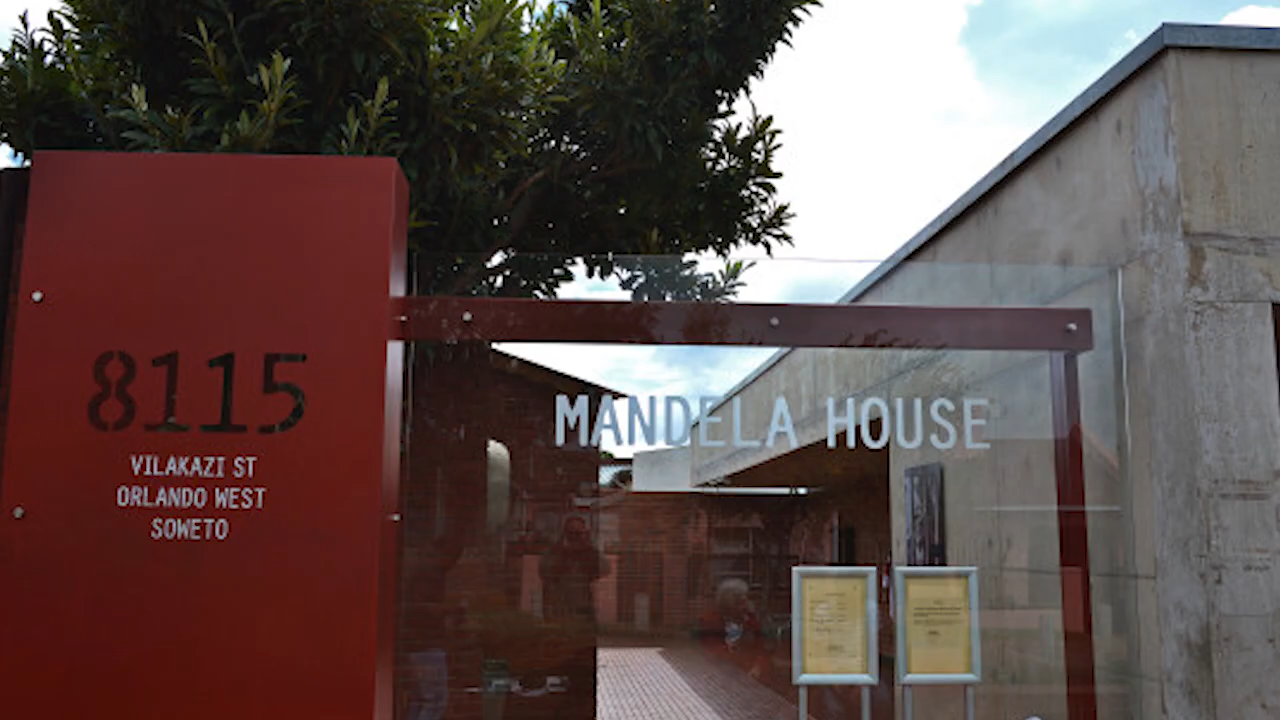 8115
VILAKAZI ST
ORLANDO WEST
SOWETO
MANDELA HOUSE